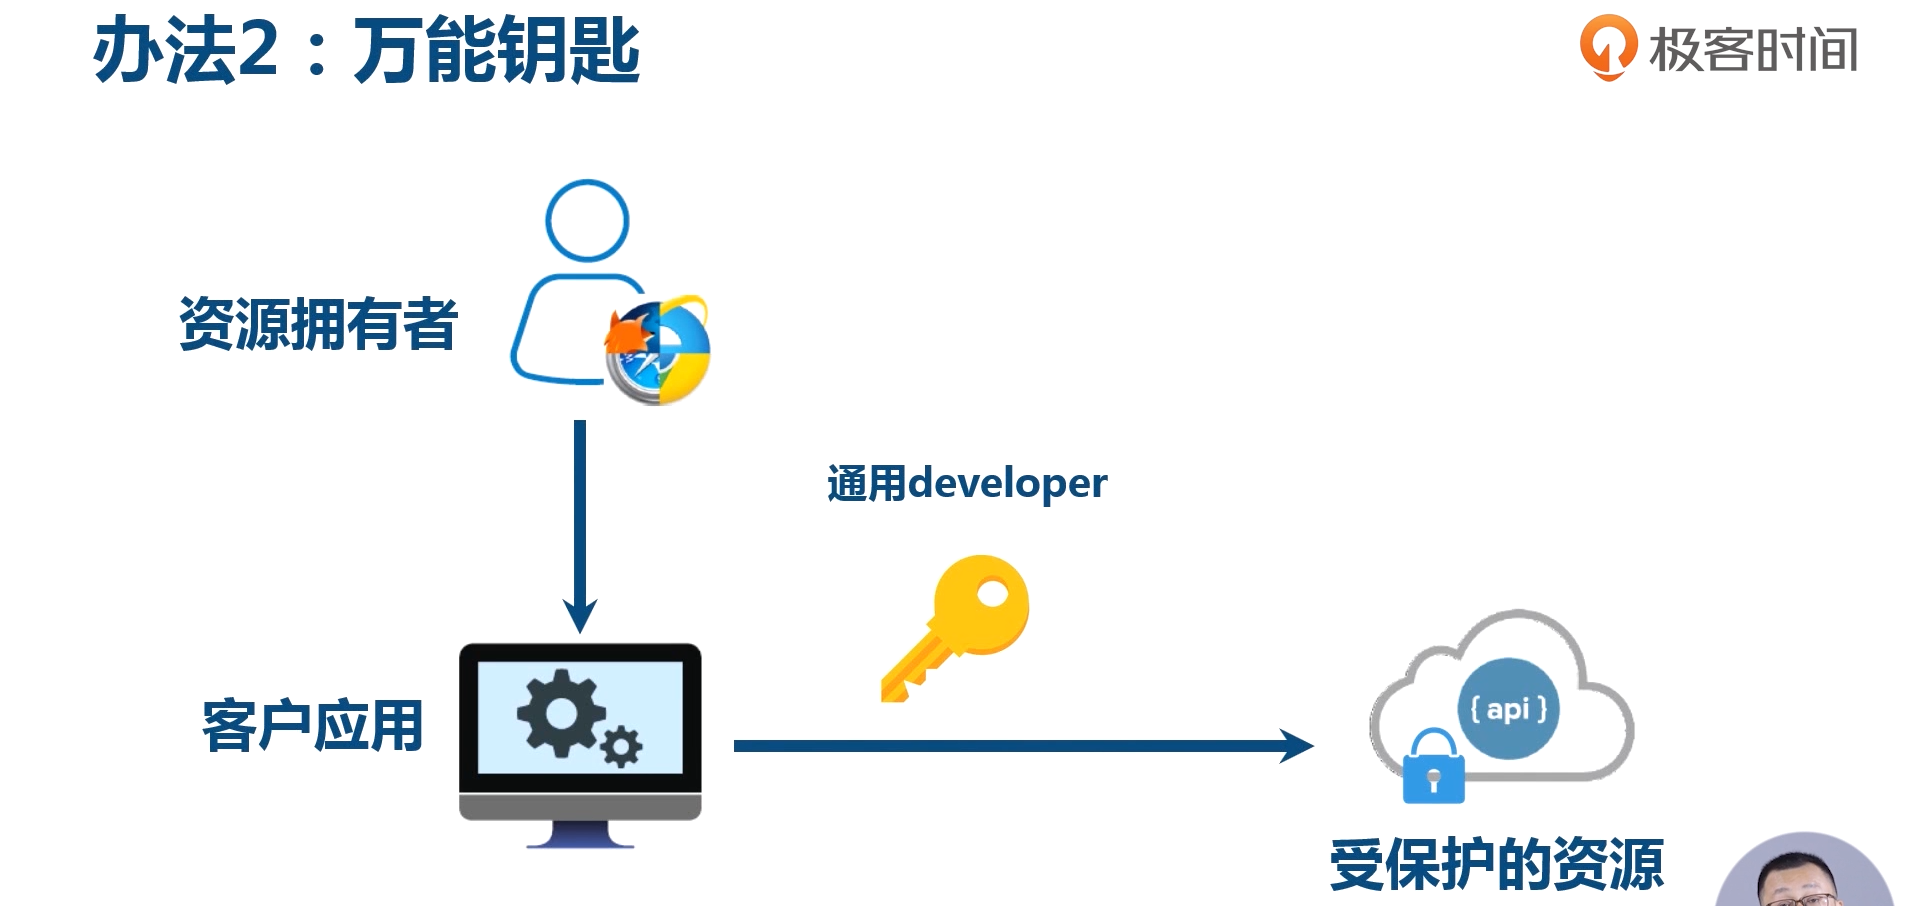 办法2：万能钥匙
极客时间
资源拥有者
通用developer
客户应用
{ api }
受保护的资源